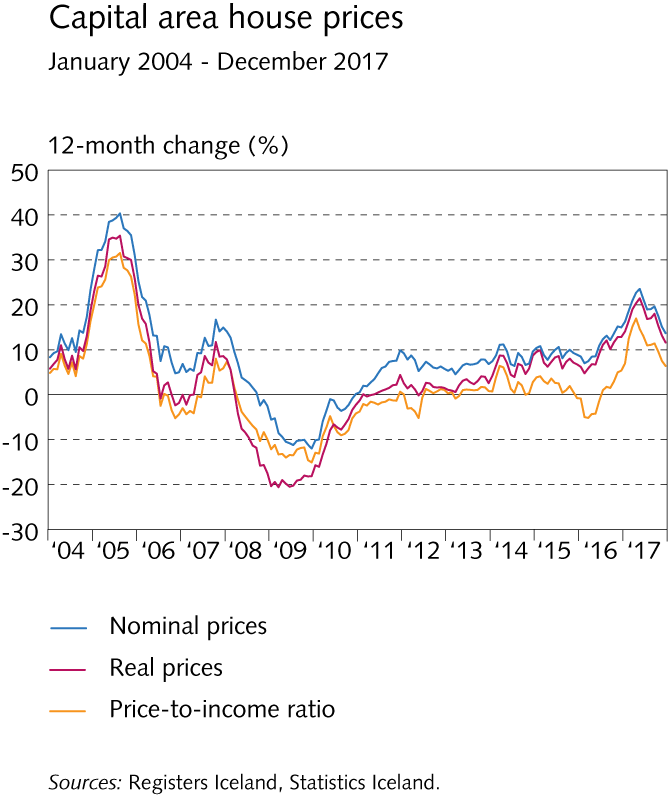 Capital area house prices
January 2004 - December 2017
12-month change (%)
50
40
30
20
10
0
-10
-20
-30
‘04 ‘05 ‘06 ‘07 ‘08 ‘09 ‘10 ‘11 ‘12 ‘13 ‘14 ‘15 ‘16 ‘17
Nominal prices
Real prices
Price-to-income ratio
Sources: Registers Iceland, Statistics Iceland.